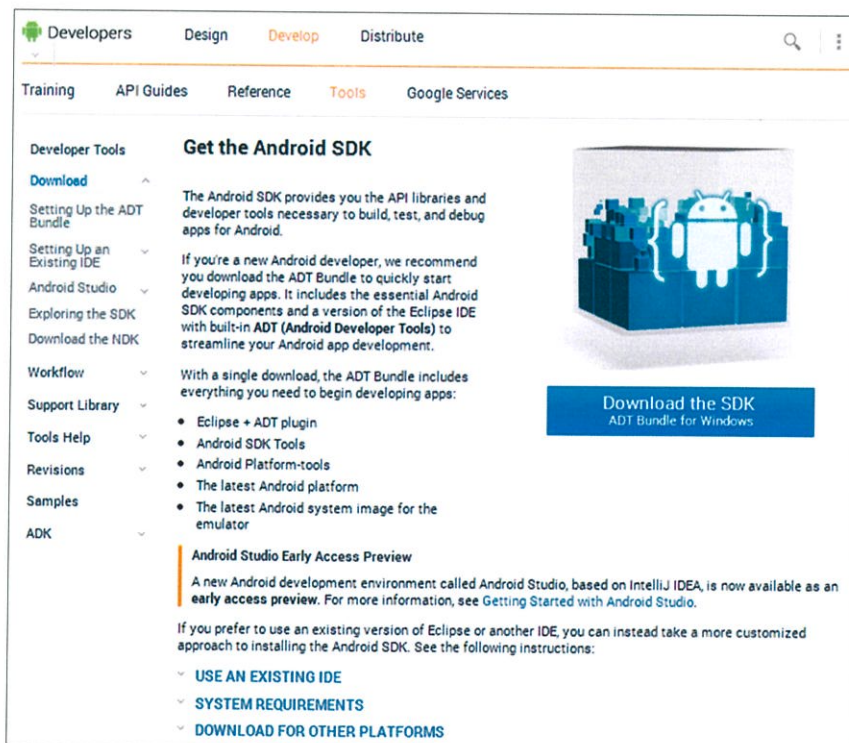 Developers Design Develop Distribute
Training API Guides Reference Tools Google Services
Developer Tools
Download
Setting Up the ADT
Bundle
Setting Up an
Existing IDE
Android Studio
Exploring the SDK
Download the NDK
Workflow
Support Library
Tools Help
Revisions
Samples
ADK
Get the Android SDK
The Android SDK provides you the API libraries and
developer tools necessary to build, test, and debug
apps for Android.
If you're a new Android developer, we recommend
you download the ADT Bundle to quickly start
developing apps. It includes the essential Android
SDK components and a version of the Eclipse IDE
with built-in ADT (Android Developer Tools) to
streamline your Android app development.
With a single download, the ADT Bundle includes
everything you need to begin developing apps:
• Eclipse + ADT plugin
• Android SDK Tools
• Android Platform-tools
• The latest Android platform
• The latest Android system image for the
emulator
Download the SDK
ADT Bundle for Windows
Android Studio Early Access Preview
A new Android development environment called Android Studio, based on IntelliJ IDEA, is now available as an
early access preview. For more information, see Getting Started with Android Studio.
If you prefer to use an existing version of Eclipse or another IDE, you can instead take a more customized
approach to installing the Android SDK. See the following instructions:
USE AN EXISTING IDE
SYSTEM REQUIREMENTS
DOWNLOAD FOR OTHER PLATFORMS